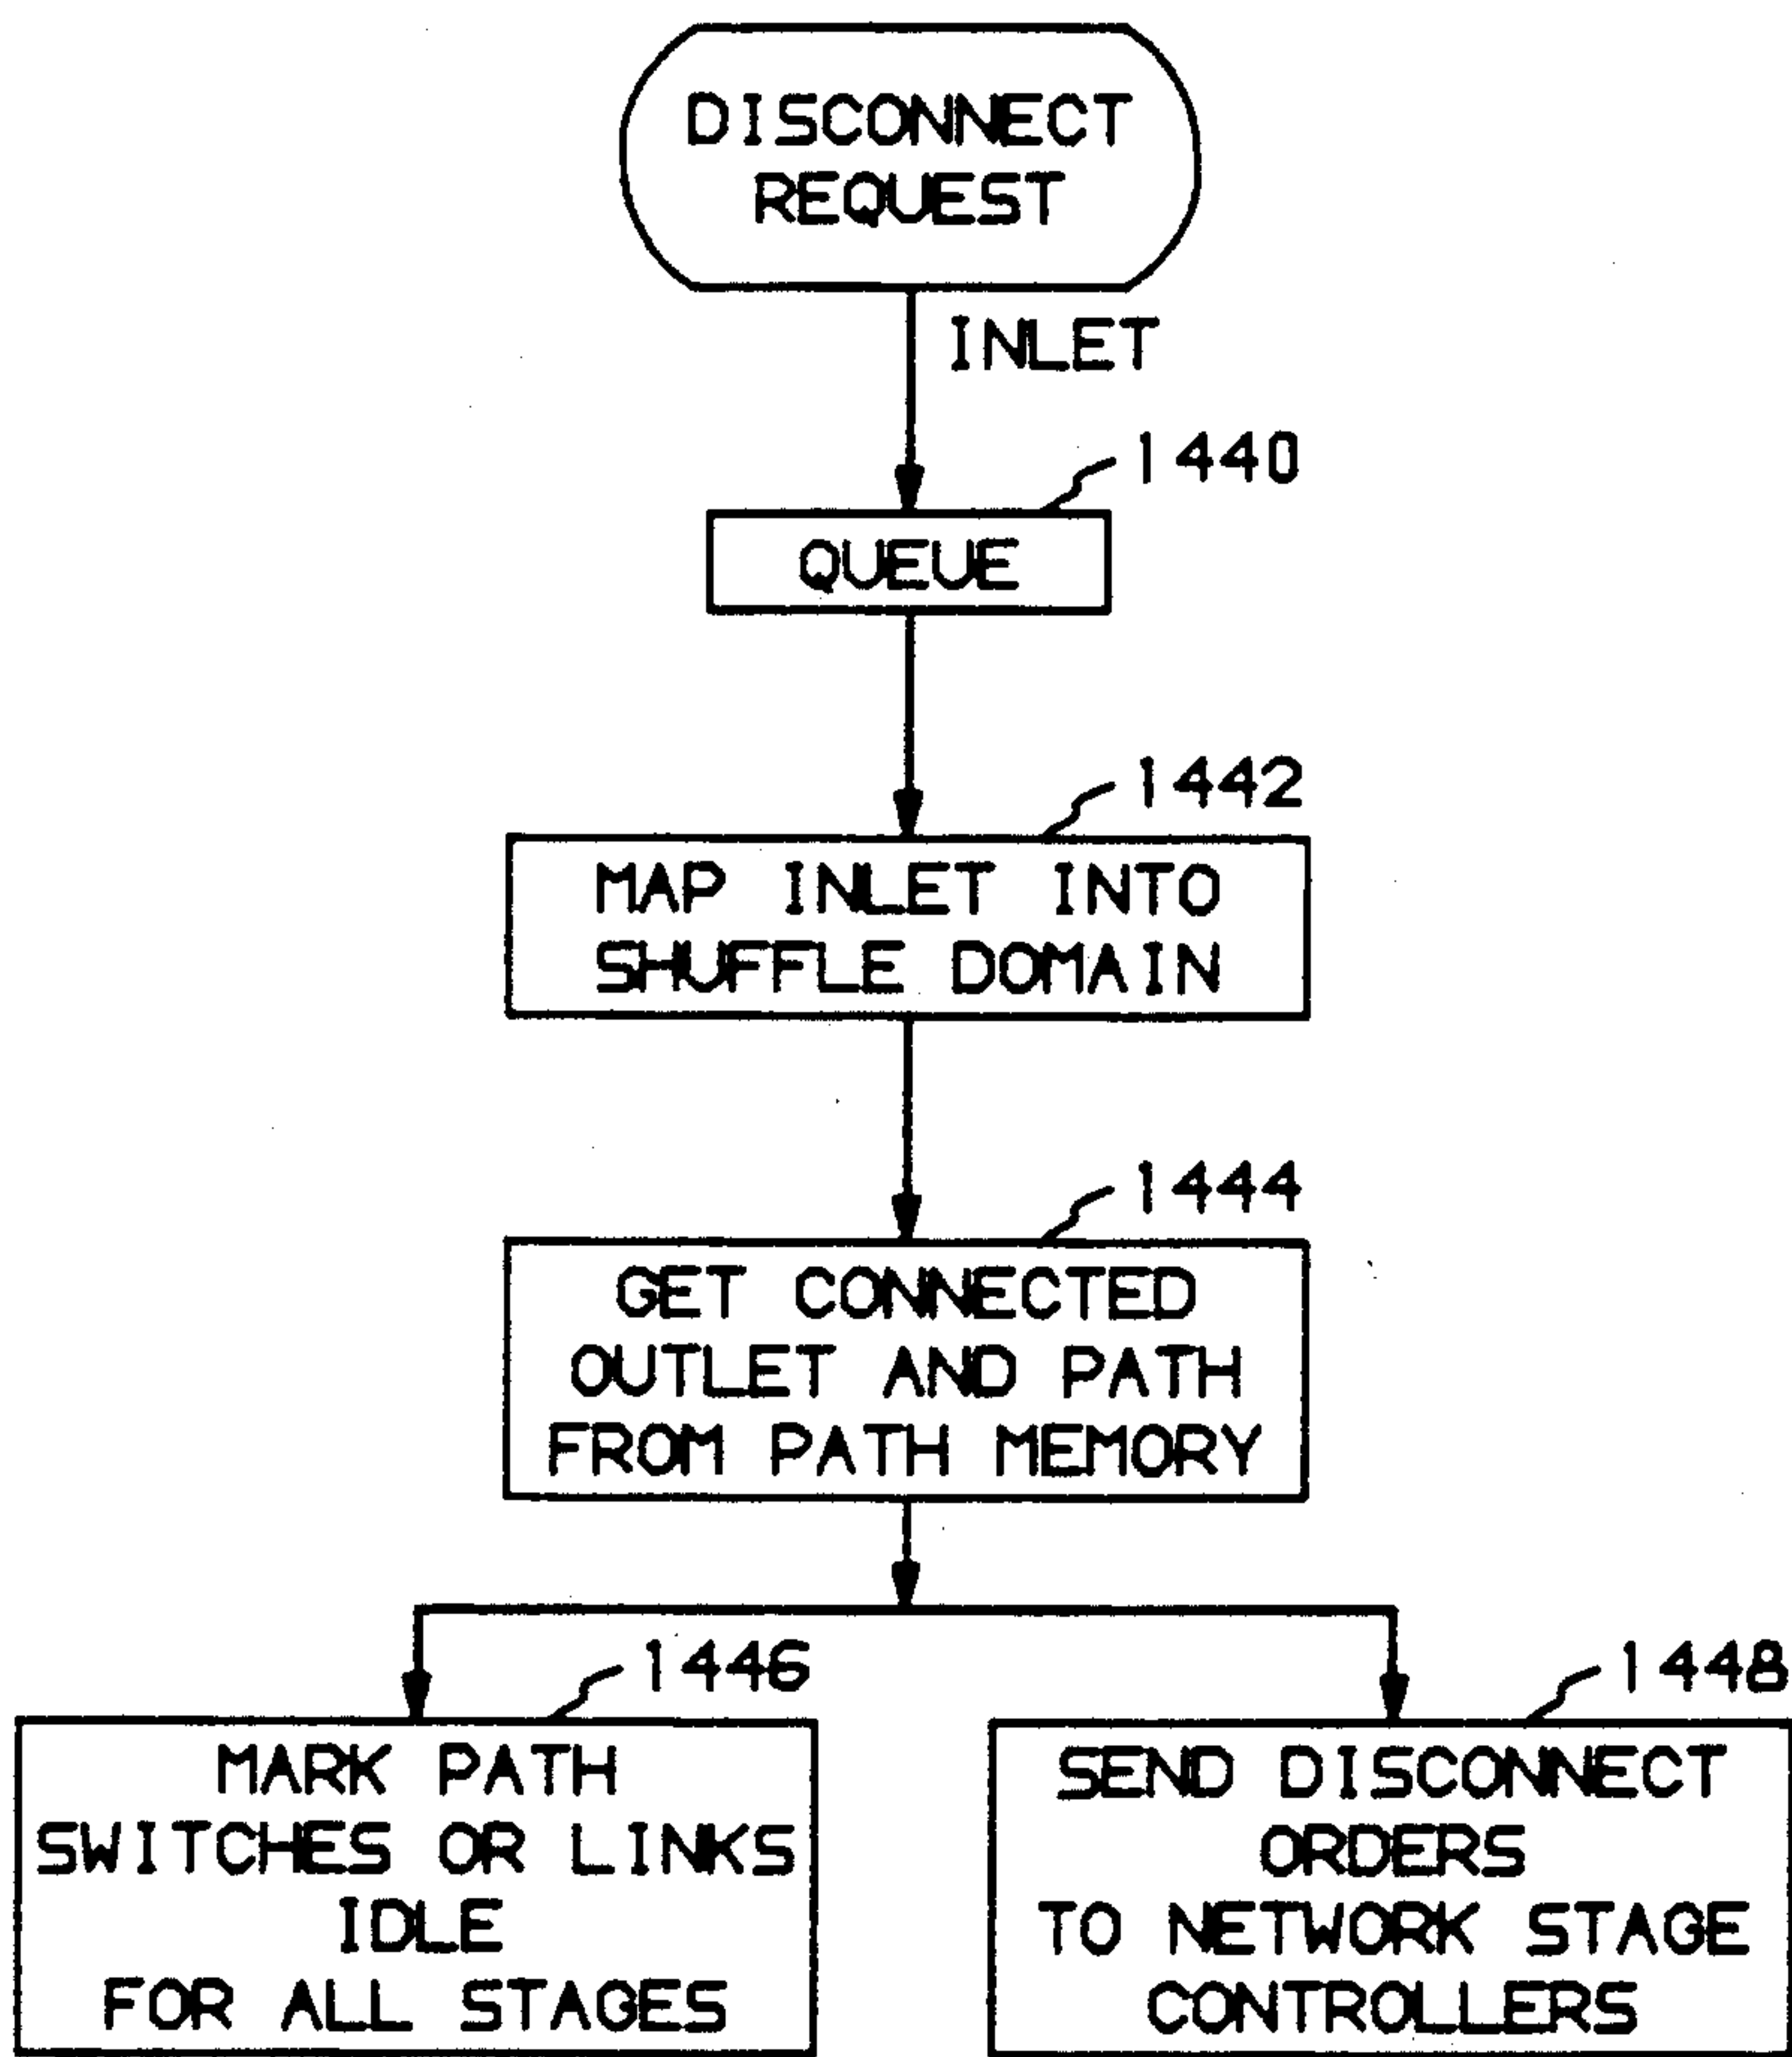 DISCONNECT
REQUEST
INLET
1440
QUEUE
1442
MAP INLET INTO
SHUFFLE DOMAIN
1444
GET CONNECTED
OUTLET AND PATH
FROM PATH MEMORY
1446
MARK PATH
SWITCHES OR LINKS
IDLE
FOR ALL STAGES
1448
SEND DISCONNECT
ORDERS
TO NETWORK STAGE
CONTROLLERS